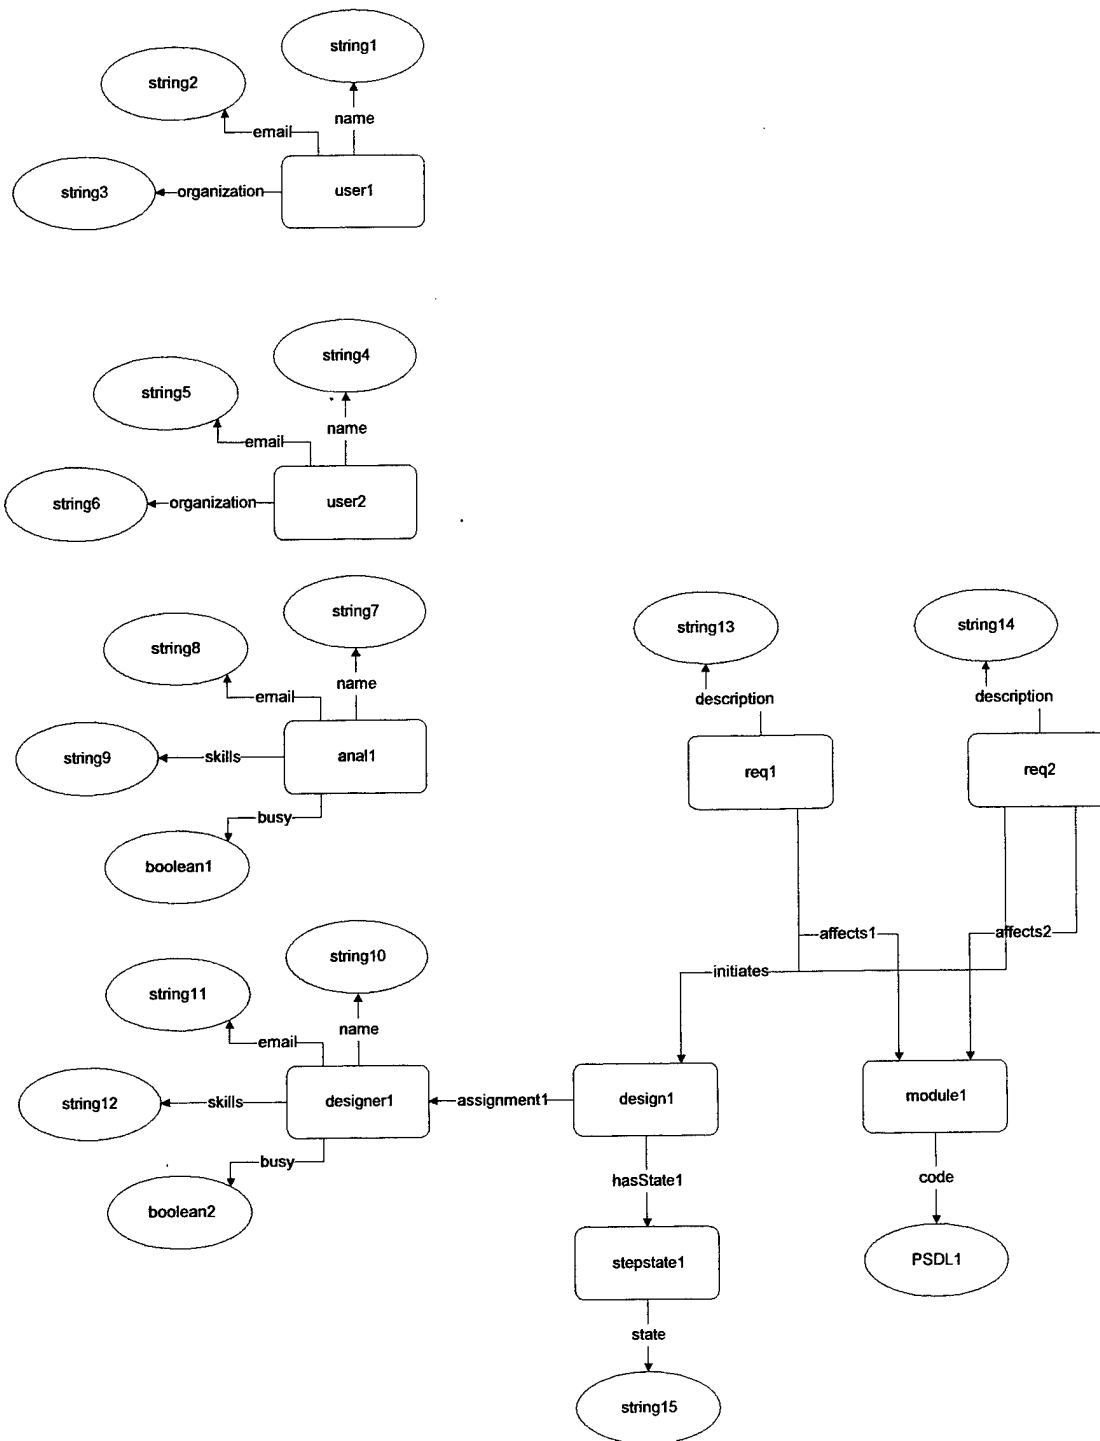 string1
string2
name
email
string3
organization
user1
string4
string5
name
email
string6
organization
user2
string7
string8
name
email
string9
skills
anal1
busy
boolean1
string13
string14
description
description
req1
req2
string10
string11
name
email
string12
skills
designer1
busy
boolean2
affects1
affects2
initiates
assignment1
design1
module1
hasState1
code
stepstate1
PSDL1
state
string15